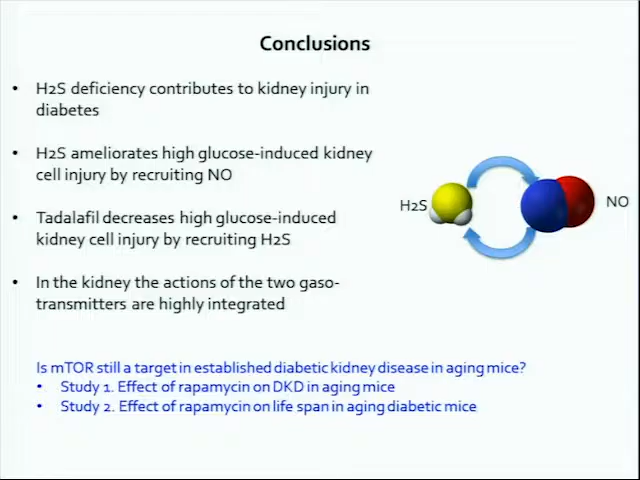 Conclusions
• H2S deficiency contributes to kidney injury in
diabetes
• H2S ameliorates high glucose-induced kidney
cell injury by recruiting NO
• Tadalafil decreases high glucose-induced
kidney cell injury by recruiting H2S
• In the kidney the actions of the two gaso-
transmitters are highly integrated
H2S
NO
Is mTOR still a target in established diabetic kidney disease in aging mice?
• Study 1. Effect of rapamycin on DKD in aging mice
• Study 2. Effect of rapamycin on life span in aging diabetic mice